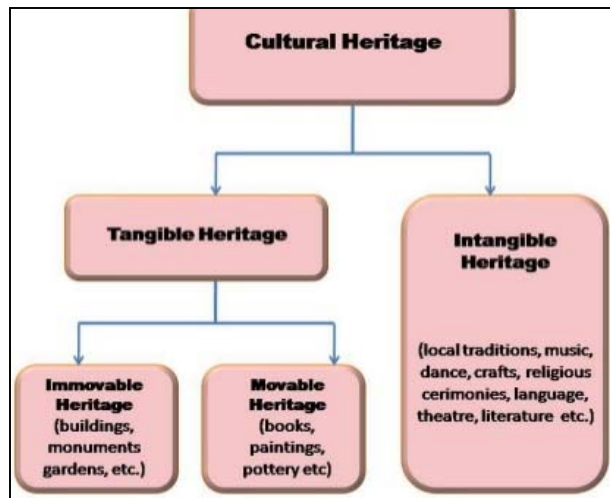 Cultural Heritage
Tangible Heritage
Intangible
Heritage
(local traditions, music,
dance, crafts, religious
cerimonies, language,
theatre, literature etc.)
Immovable
Heritage
(buildings,
monuments
gardens, etc.)
Movable
Heritage
(books,
paintings,
pottery etc)